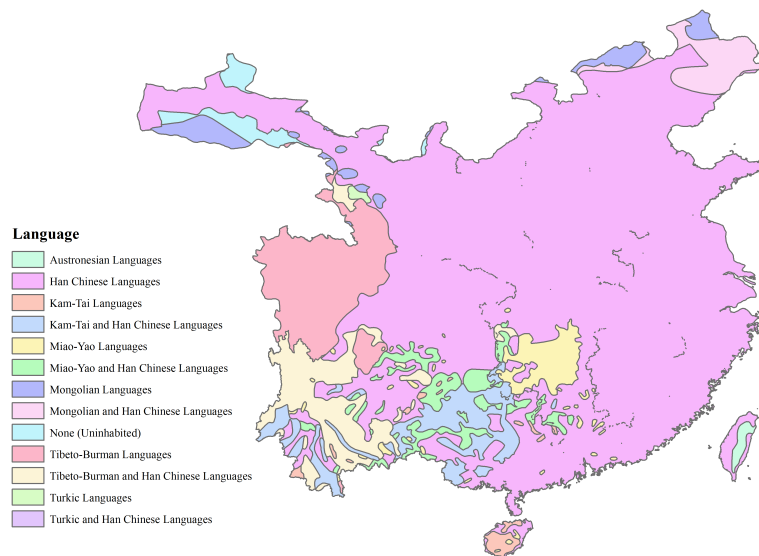 Language
Austronesian Languages
Han Chinese Languages
Kam-Tai Languages
Kam-Tai and Han Chinese Languages
Miao-Yao Languages
Miao-Yao and Han Chinese Languages
Mongolian Languages
Mongolian and Han Chinese Languages
None (Uninhabited)
Tibeto-Burman Languages
Tibeto-Burman and Han Chinese Languages
Turkic Languages
Turkic and Han Chinese Languages